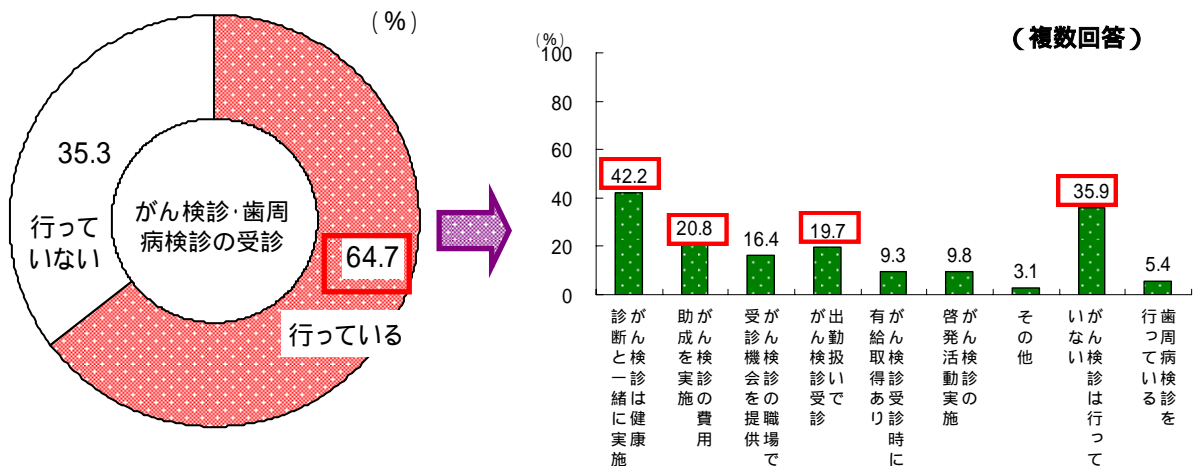 (%)
35.3
行って
いない
がん検診・歯周
病検診の受診
64.7
行っている
(%)
(複数回答)
100
80
60
40
20
0
42.2
20.8
16.4
19.7
9.3
9.8
3.1
35.9
5.4
がん検診は健康
診断と一緒に実施
がん検診の費用
助成を実施
がん検診の職場で
受診機会を提供
出勤扱いで
がん検診受診
がん検診受診時に
有給取得あり
がん検診の
啓発活動実施
その他
がん検診は行って
いない
歯周病検診を
行っている